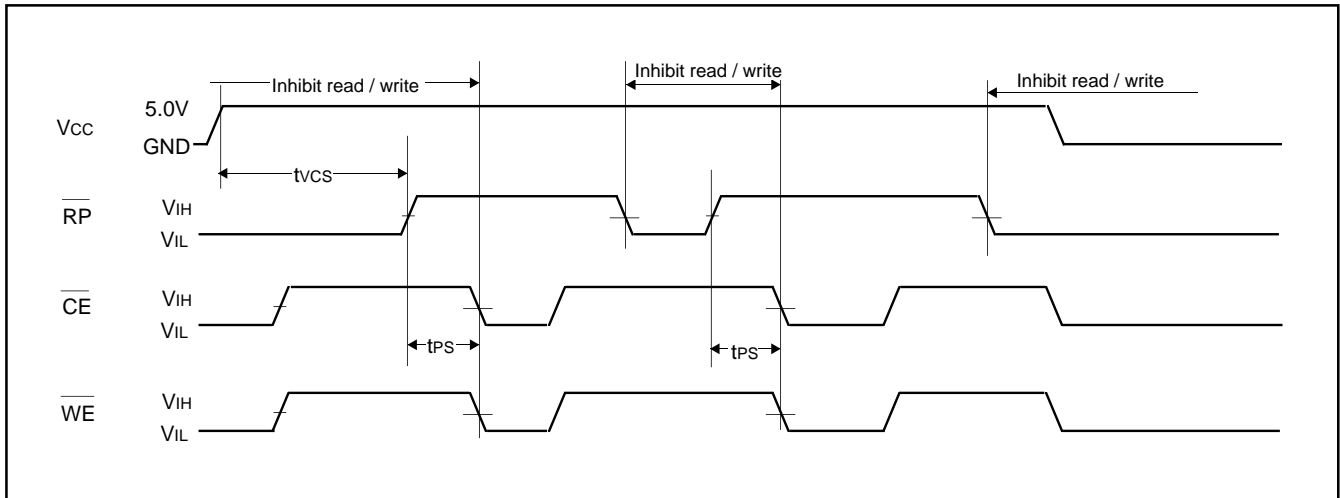 Inhibit read / write
Inhibit read / write
Inhibit read / write
5.0V
VCC
GND
tVCS
RP
VIH
VIL
CE
VIH
VIL
tPS
tPS
WE
VIH
VIL